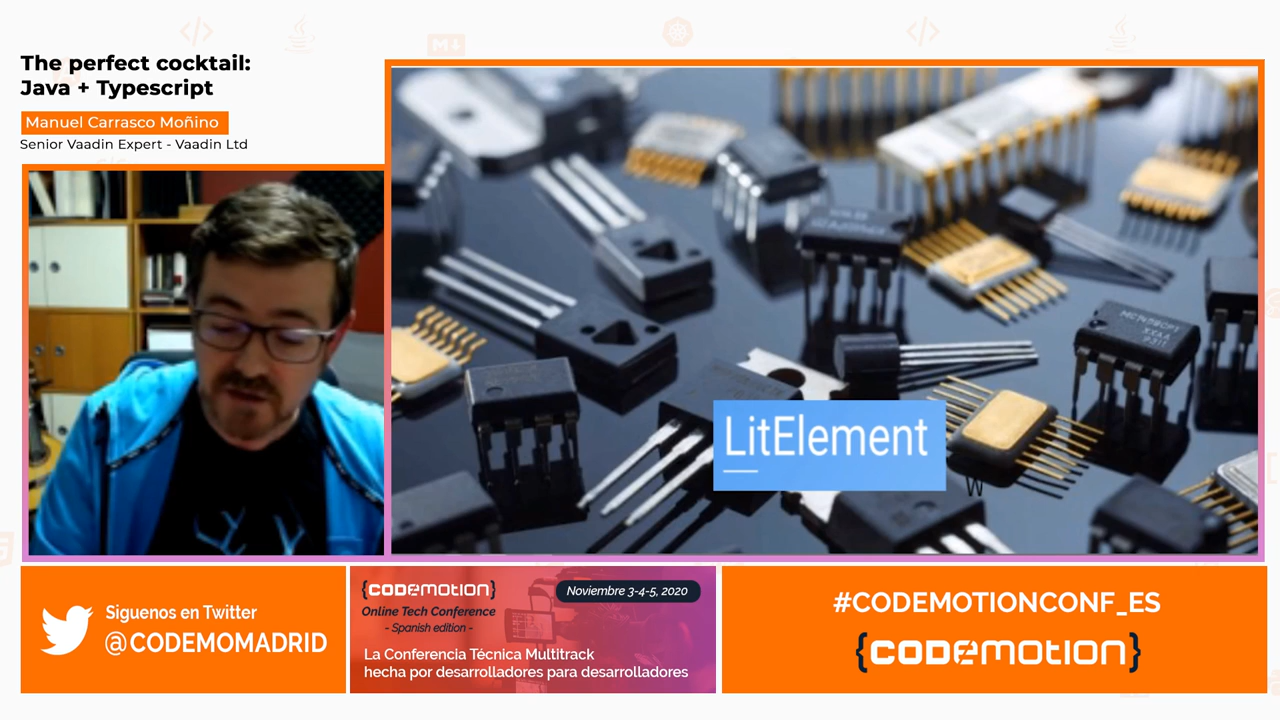 The perfect cocktail:
Java + Typescript
Manuel Carrasco Moñino
Senior Vaadin Expert - Vaadin Ltd
LitElement
Siguenos en Twitter
@CODEMOMADRID
{CODEMOTION}
Online Tech Conference
- Spanish edition -
Noviembre 3-4-5, 2020
La Conferencia Técnica Multitrack
hecha por desarrolladores para desarrolladores
#CODEMOTIONCONF_ES
{CODEMOTION}